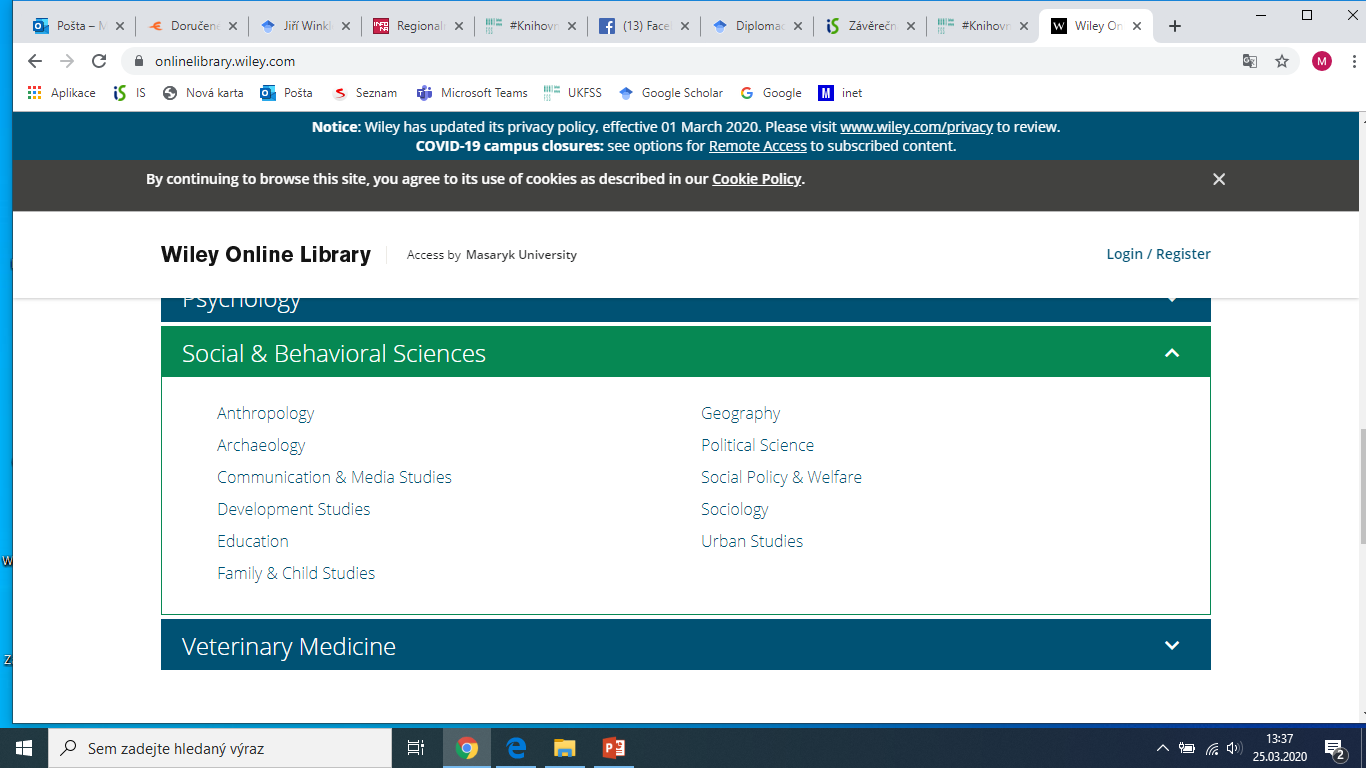 Pošta – M
Doručené
Jiří Winkl
Regionaln
#Knihovn
(13) Face
Diplomac
Závěrečn
#Knihovn
Wiley On
onlinelibrary.wiley.com
M
Aplikace
IS
Nová karta
Pošta
Seznam
Microsoft Teams
UKFSS
Google Scholar
Google
M inet
Notice: Wiley has updated its privacy policy, effective 01 March 2020. Please visit www.wiley.com/privacy to review.
COVID-19 campus closures: see options for Remote Access to subscribed content.
By continuing to browse this site, you agree to its use of cookies as described in our Cookie Policy.
Wiley Online Library
Access by Masaryk University
Login / Register
Psychology
Social & Behavioral Sciences
Anthropology
Archaeology
Communication & Media Studies
Development Studies
Education
Family & Child Studies
Geography
Political Science
Social Policy & Welfare
Sociology
Urban Studies
Veterinary Medicine
Sem zadejte hledaný výraz
13:37
25.03.2020
2